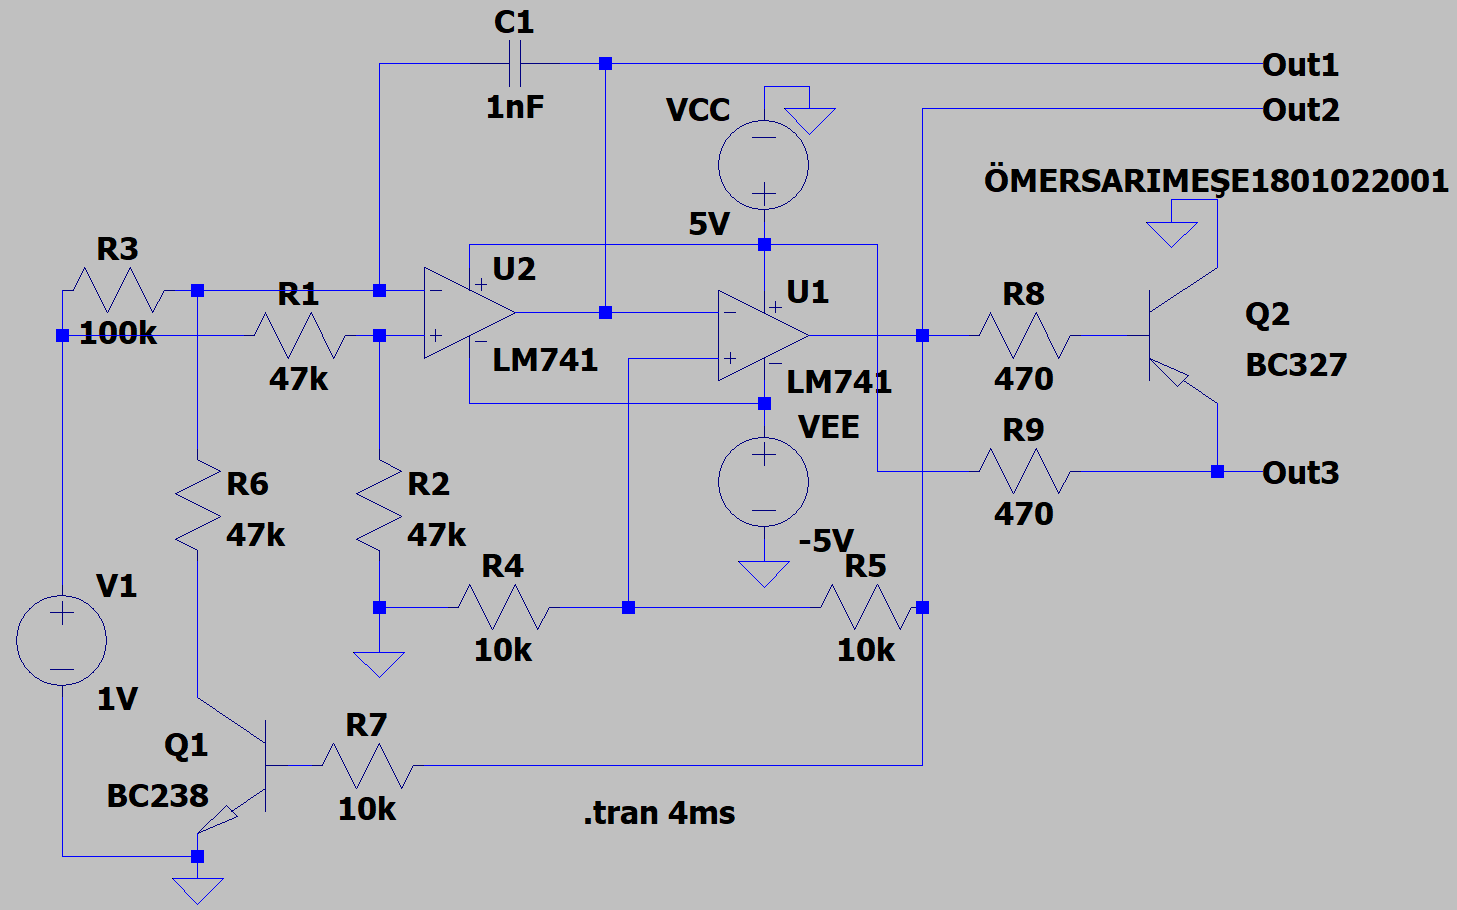 C1
1nF
Out1
VCC
Out2
ÖMERSARIMEŞE1801022001
5V
R3
U2
R1
U1
R8
Q2
100k
47k
LM741
LM741
470
BC327
VEE
R9
R6
R2
Out3
47k
47k
470
-5V
R4
R5
V1
10k
10k
1V
R7
Q1
BC238
10k
.tran 4ms